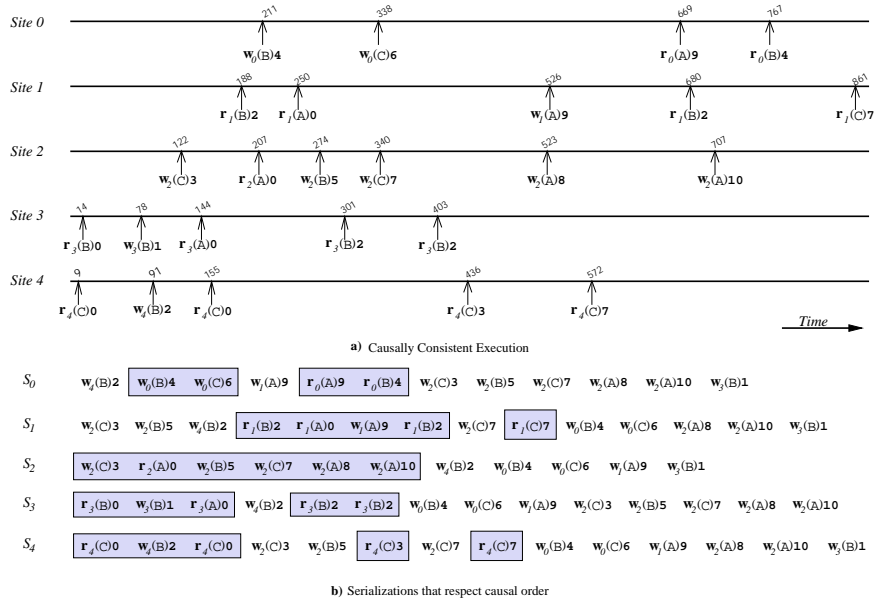 211 338 669 767
Site 0
w0(B)4 w0(C)6 r0(A)9 r0(B)4
188 250 526 680 861
Site 1
r1(B)2 r1(A)0 w1(A)9 r1(B)2 r1(C)7
122 207 274 340 523 707
Site 2
w2(C)3 r2(A)0 w2(B)5 w2(C)7 w2(A)8 w2(A)10
14 78 144 301 403
Site 3
r3(B)0 w3(B)1 r3(A)0 r3(B)2 r3(B)2
9 91 155 436 572
Site 4
r4(C)0 w4(B)2 r4(C)0 r4(C)3 r4(C)7
Time
a) Causally Consistent Execution
S0 w4(B)2 w0(B)4 w0(C)6 w1(A)9 r0(A)9 r0(B)4 w2(C)3 w2(B)5 w2(C)7 w2(A)8 w2(A)10 w3(B)1
S1 w2(C)3 w2(B)5 w4(B)2 r1(B)2 r1(A)0 w1(A)9 r1(B)2 w2(C)7 r1(C)7 w0(B)4 w0(C)6 w2(A)8 w2(A)10 w3(B)1
S2 w2(C)3 r2(A)0 w2(B)5 w2(C)7 w2(A)8 w2(A)10 w4(B)2 w0(B)4 w0(C)6 w1(A)9 w3(B)1
S3 r3(B)0 w3(B)1 r3(A)0 w4(B)2 r3(B)2 r3(B)2 w0(B)4 w0(C)6 w1(A)9 w2(C)3 w2(B)5 w2(C)7 w2(A)8 w2(A)10
S4 r4(C)0 w4(B)2 r4(C)0 w2(C)3 w2(B)5 r4(C)3 w2(C)7 r4(C)7 w0(B)4 w0(C)6 w1(A)9 w2(A)8 w2(A)10 w3(B)1
b) Serializations that respect causal order